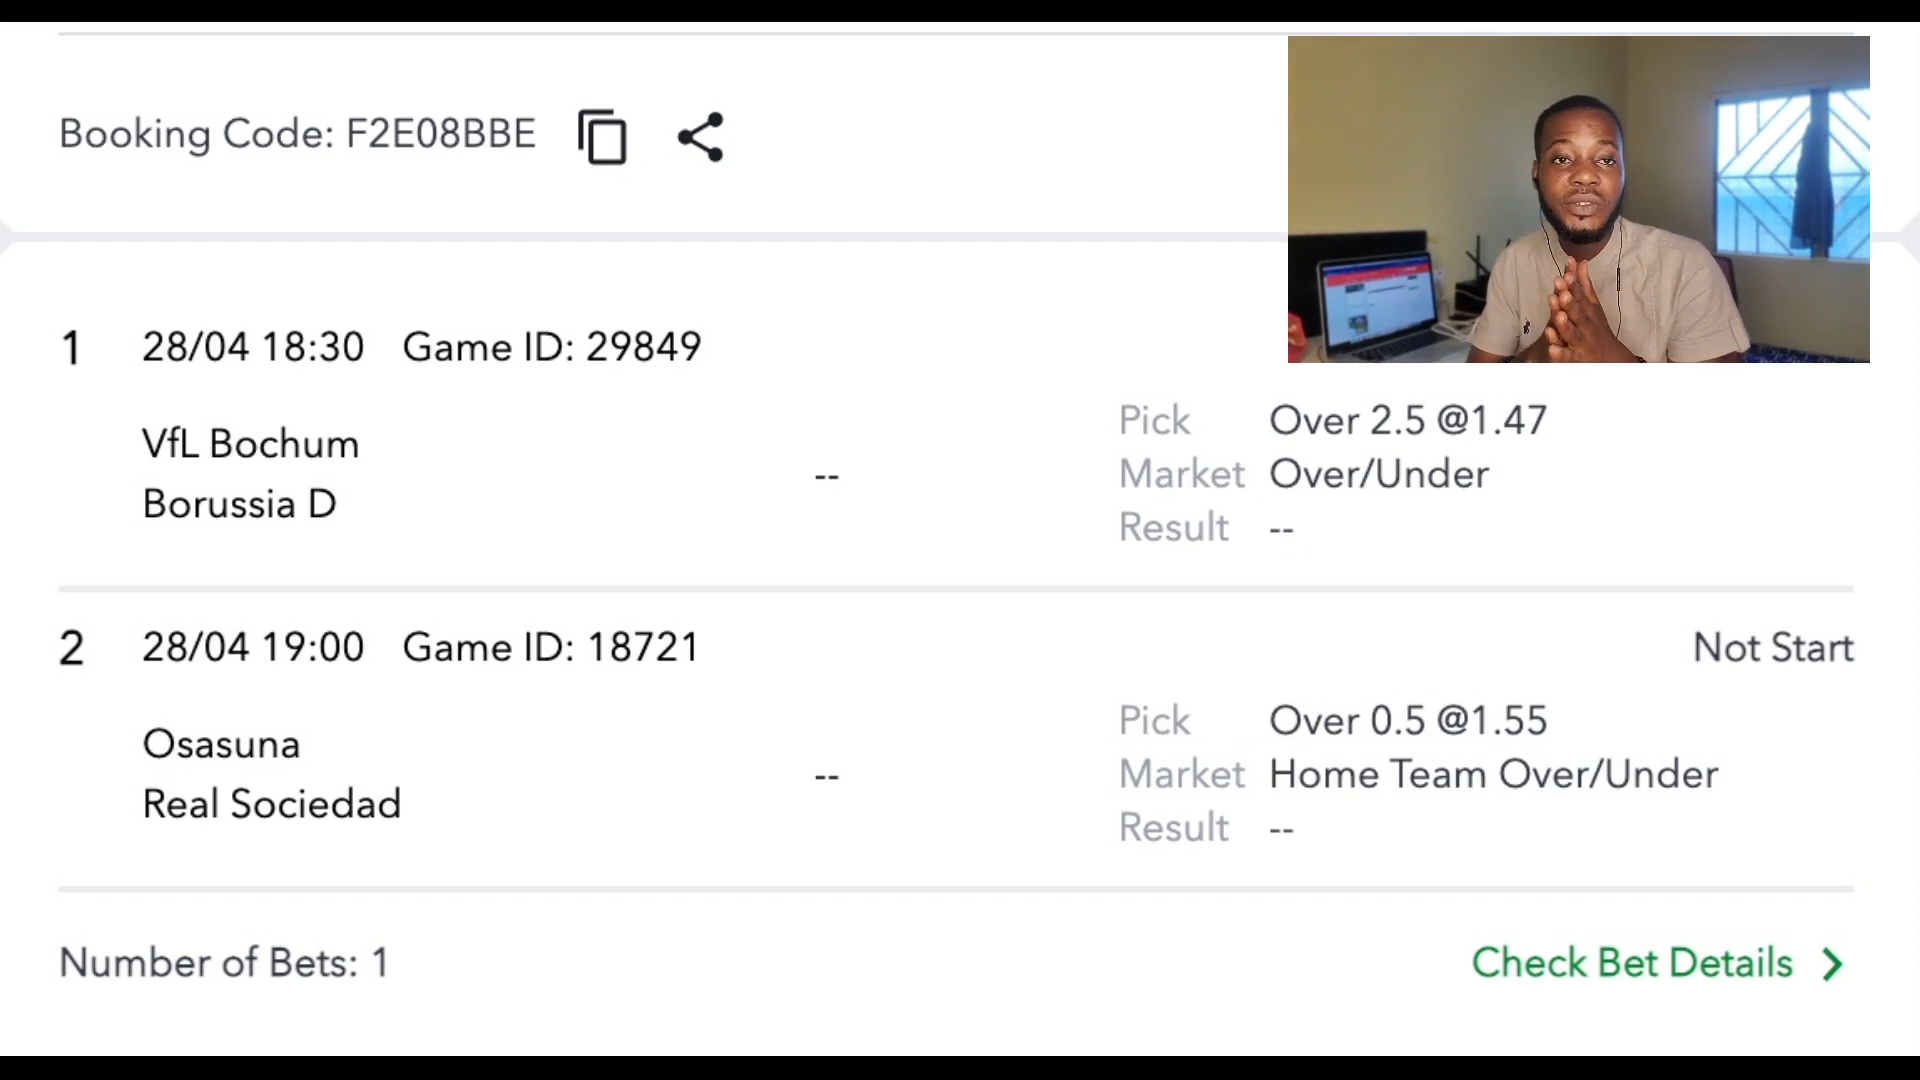 Booking Code: F2E08BBE
1 28/04 18:30 Game ID: 29849
VfL Bochum
Borussia D
--
Pick Over 2.5 @1.47
Market Over/Under
Result --
2 28/04 19:00 Game ID: 18721
Not Start
Osasuna
Real Sociedad
--
Pick Over 0.5 @1.55
Market Home Team Over/Under
Result --
Number of Bets: 1
Check Bet Details